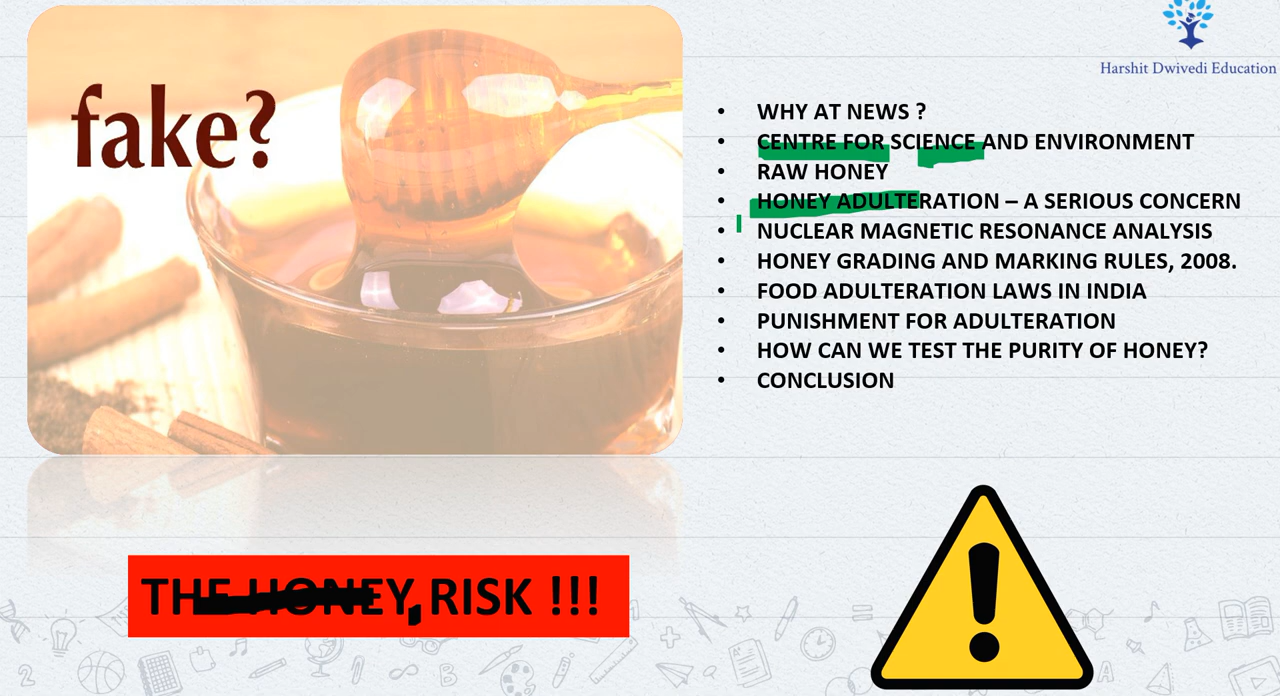 fake?
Harshit Dwivedi Education
• WHY AT NEWS ?
• CENTRE FOR SCIENCE AND ENVIRONMENT
• RAW HONEY
• HONEY ADULTERATION – A SERIOUS CONCERN
• NUCLEAR MAGNETIC RESONANCE ANALYSIS
• HONEY GRADING AND MARKING RULES, 2008.
• FOOD ADULTERATION LAWS IN INDIA
• PUNISHMENT FOR ADULTERATION
• HOW CAN WE TEST THE PURITY OF HONEY?
• CONCLUSION
THE HONEY RISK !!!